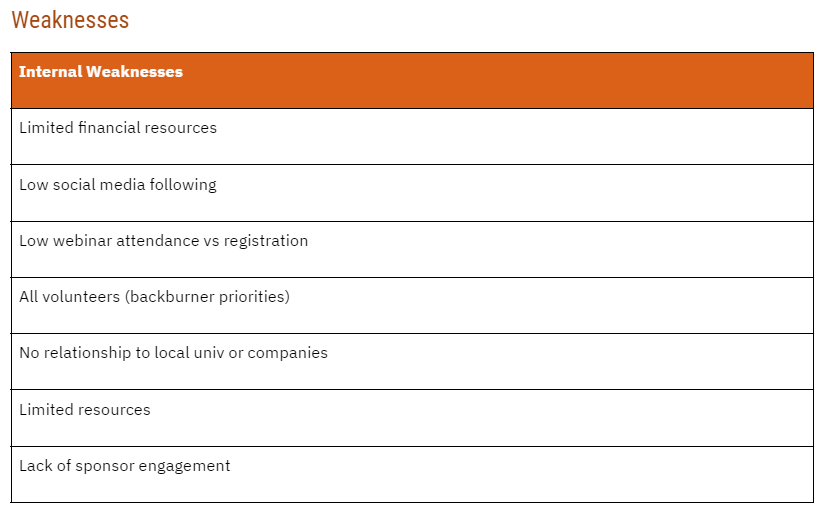 Weaknesses
Internal Weaknesses
Limited financial resources
Low social media following
Low webinar attendance vs registration
All volunteers (backburner priorities)
No relationship to local univ or companies
Limited resources
Lack of sponsor engagement